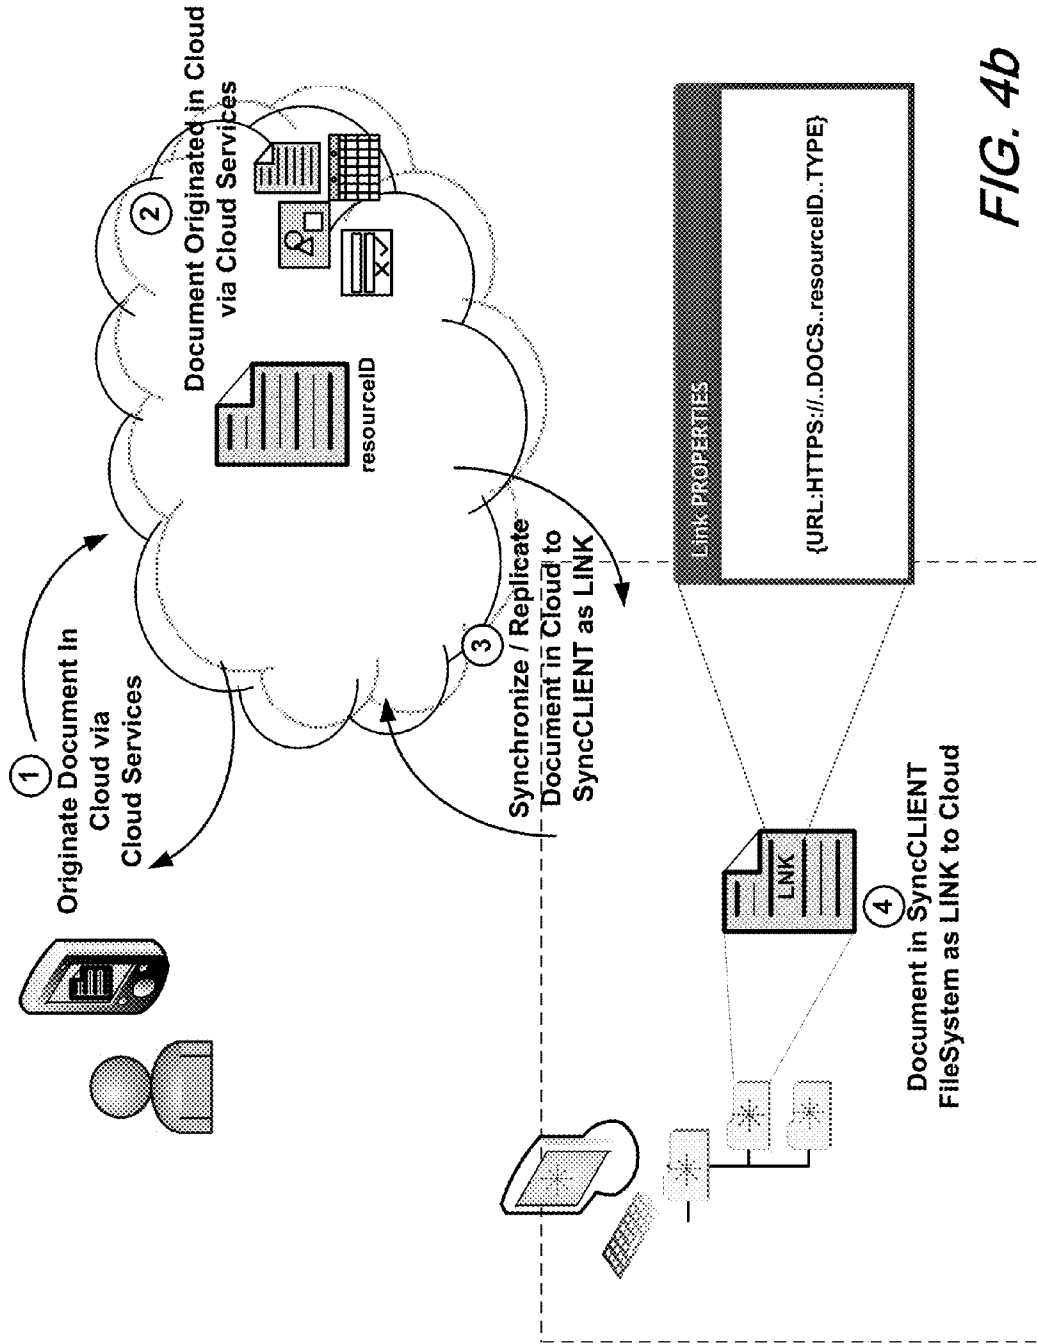 1
Originate Document In
Cloud via
Cloud Services
2
Document Originated in Cloud
via Cloud Services
resourceID
3
Synchronize / Replicate
Document in Cloud to
SyncCLIENT as LINK
LNK
4
Document in SyncCLIENT
FileSystem as LINK to Cloud
Link PROPERTIES
{URL:HTTPS://..DOCS..resourceID..TYPE}
FIG. 4b